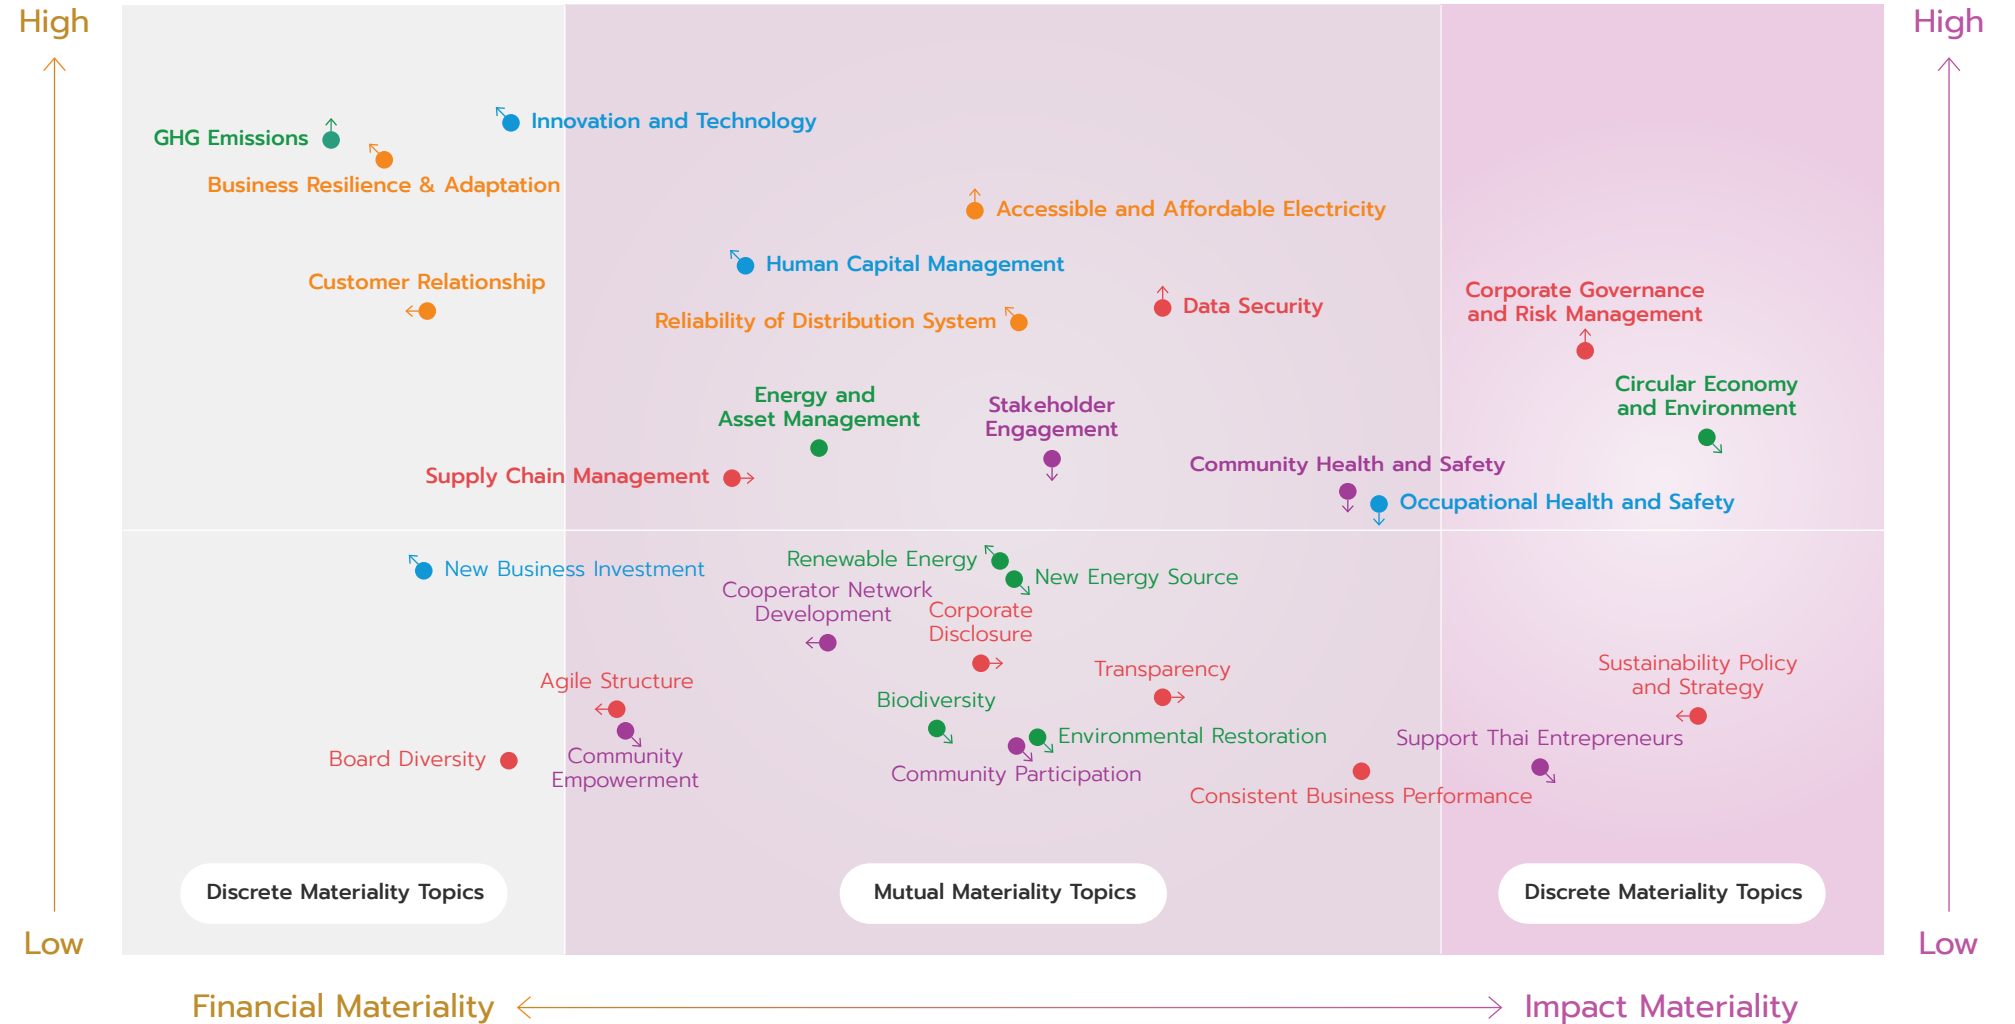 High
High
Innovation and Technology
GHG Emissions
Business Resilience & Adaptation
Accessible and Affordable Electricity
Human Capital Management
Customer Relationship
Corporate Governance
and Risk Management
Data Security
Reliability of Distribution System
Circular Economy
and Environment
Energy and
Asset Management
Stakeholder
Engagement
Community Health and Safety
Supply Chain Management
Occupational Health and Safety
Renewable Energy
New Business Investment
New Energy Source
Cooperator Network
Development
Corporate
Disclosure
Sustainability Policy
and Strategy
Transparency
Agile Structure
Biodiversity
Environmental Restoration
Support Thai Entrepreneurs
Board Diversity
Community
Empowerment
Community Participation
Consistent Business Performance
Discrete Materiality Topics
Mutual Materiality Topics
Discrete Materiality Topics
Low
Low
Financial Materiality
Impact Materiality